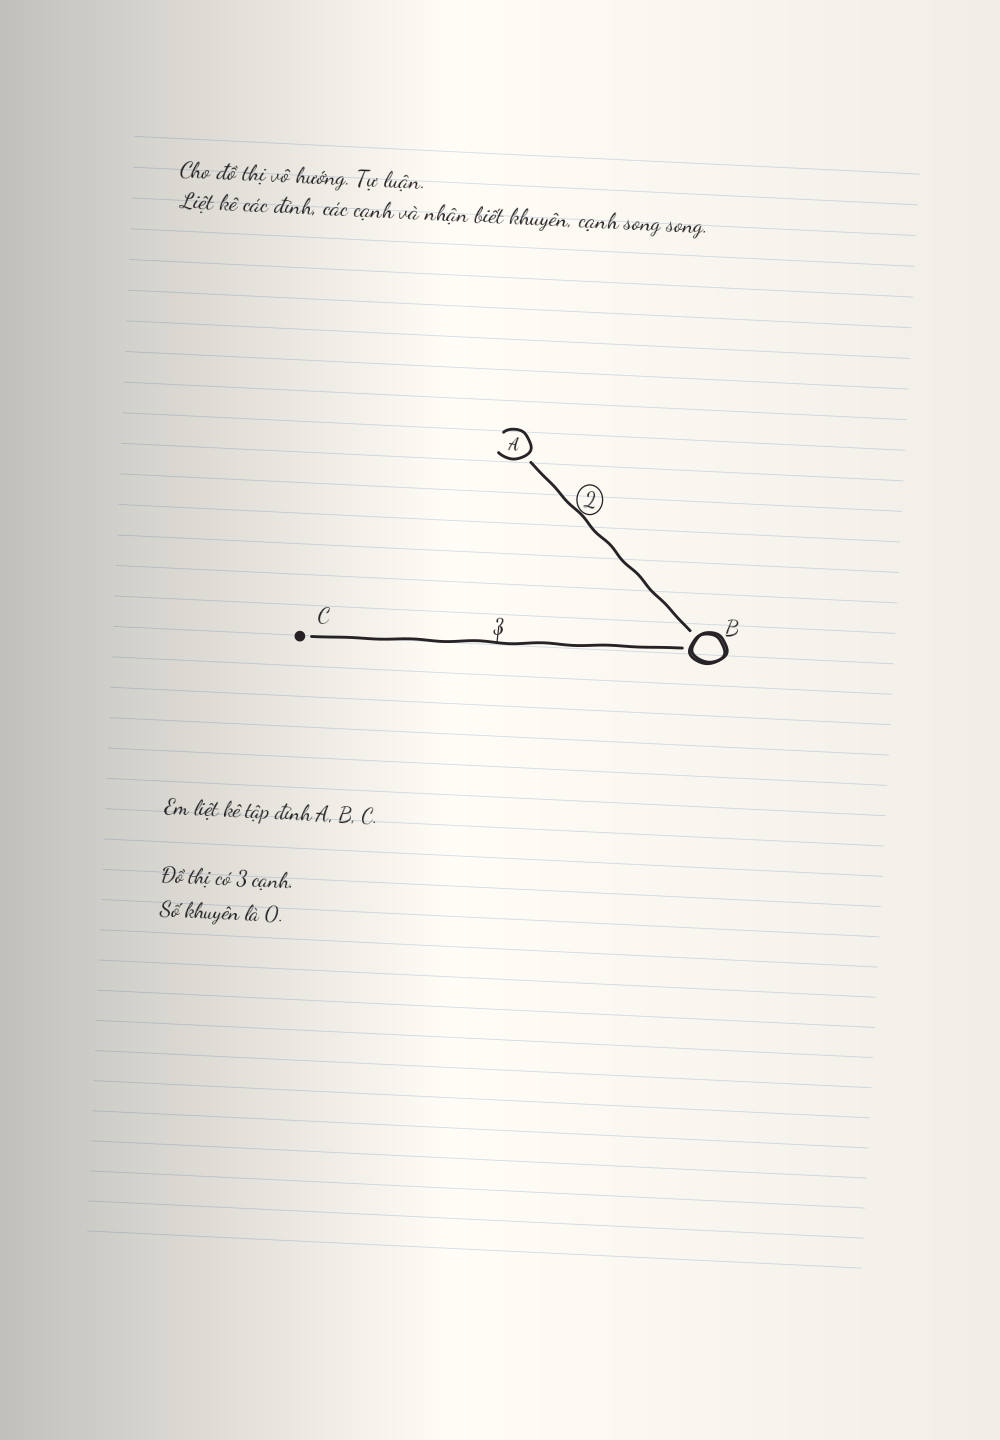 Cho đồ thị vô hướng. Tự luận.
Liệt kê các đỉnh, các cạnh và nhận biết khuyên, cạnh song song.
A
2
C
3
B
Em liệt kê tập đỉnh A, B, C.
Đồ thị có 3 cạnh.
Số khuyên là 0.